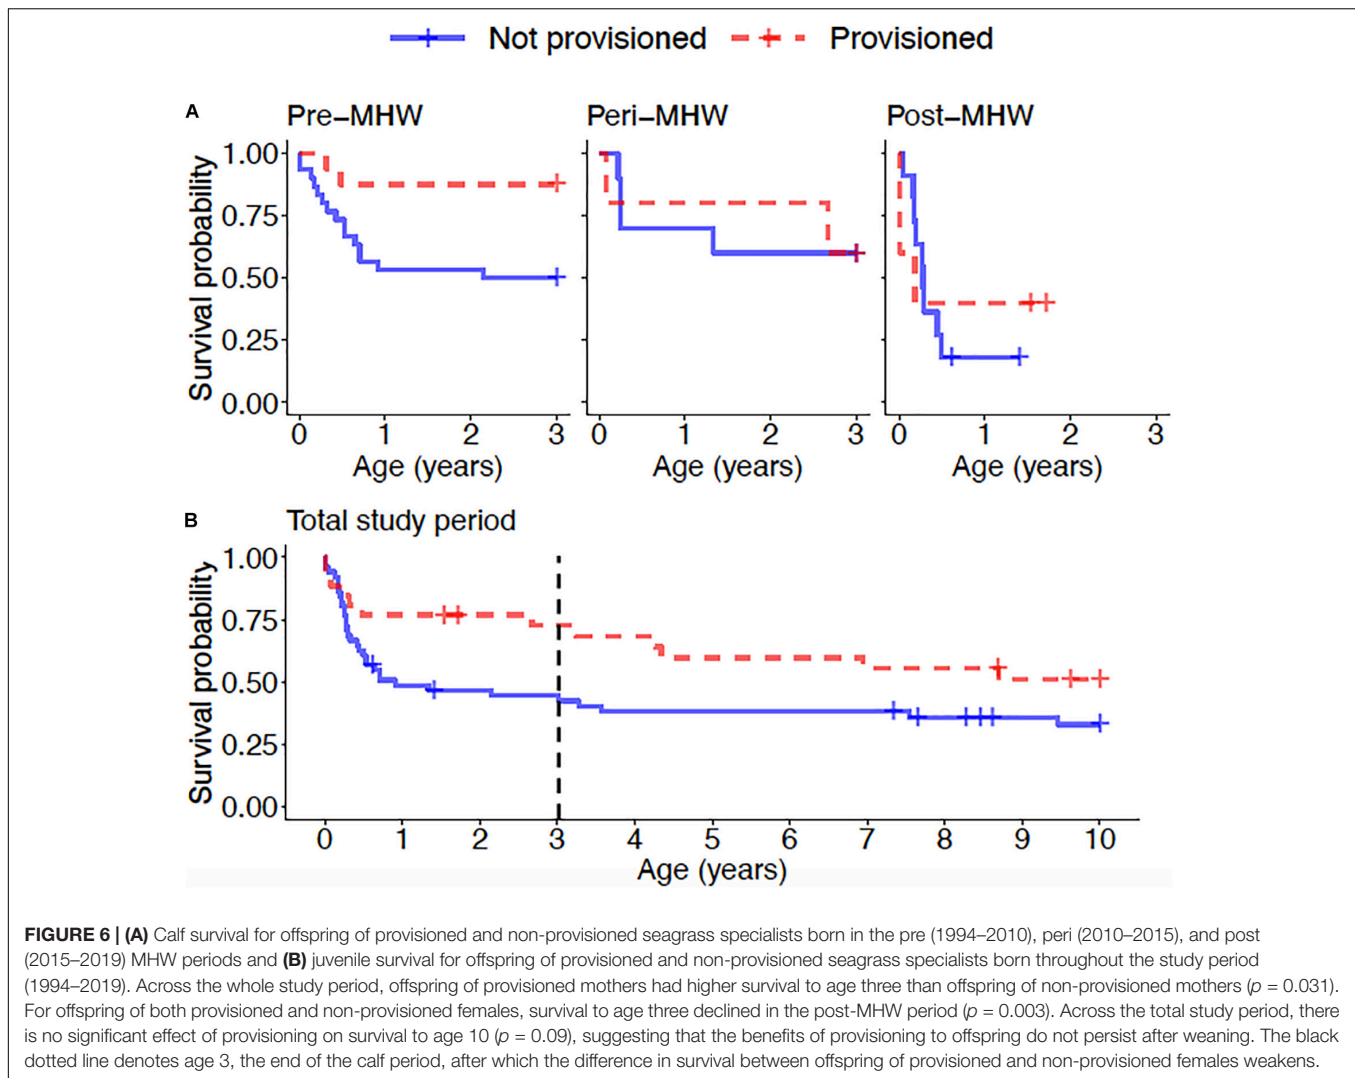 Not provisioned Provisioned
A
Pre–MHW Peri–MHW Post–MHW
Survival probability
1.00
0.75
0.50
0.25
0.00
0 1 2 3 0 1 2 3 0 1 2 3
Age (years) Age (years) Age (years)
B
Total study period
Survival probability
1.00
0.75
0.50
0.25
0.00
0 1 2 3 4 5 6 7 8 9 10
Age (years)
FIGURE 6 | (A) Calf survival for offspring of provisioned and non-provisioned seagrass specialists born in the pre (1994–2010), peri (2010–2015), and post
(2015–2019) MHW periods and (B) juvenile survival for offspring of provisioned and non-provisioned seagrass specialists born throughout the study period
(1994–2019). Across the whole study period, offspring of provisioned mothers had higher survival to age three than offspring of non-provisioned mothers (p = 0.031).
For offspring of both provisioned and non-provisioned females, survival to age three declined in the post-MHW period (p = 0.003). Across the total study period, there
is no significant effect of provisioning on survival to age 10 (p = 0.09), suggesting that the benefits of provisioning to offspring do not persist after weaning. The black
dotted line denotes age 3, the end of the calf period, after which the difference in survival between offspring of provisioned and non-provisioned females weakens.